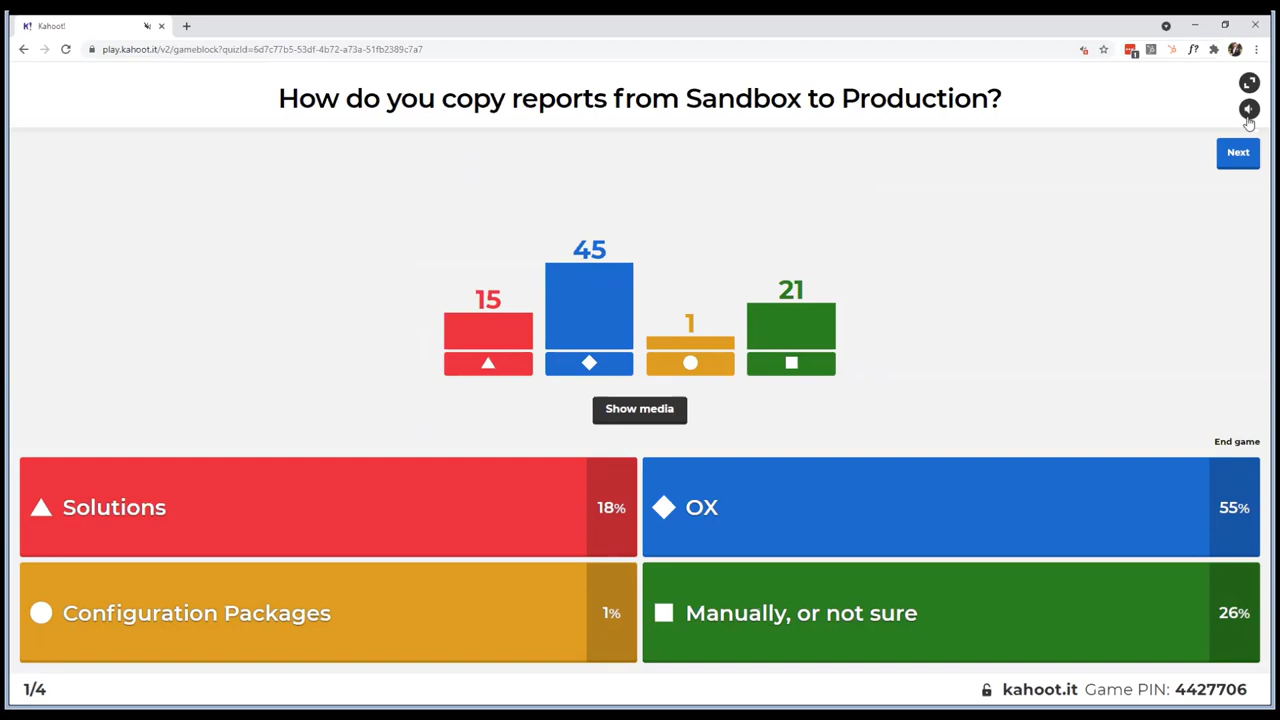 K! Kahoot!
play.kahoot.it/v2/gameblock?quizId=6d7c77b5-53df-4b72-a73a-51fb2389c7a7
f?
1
How do you copy reports from Sandbox to Production?
Next
15
45
1
21
Show media
End game
Solutions 18%
OX 55%
Configuration Packages 1%
Manually, or not sure 26%
1/4
kahoot.it Game PIN: 4427706